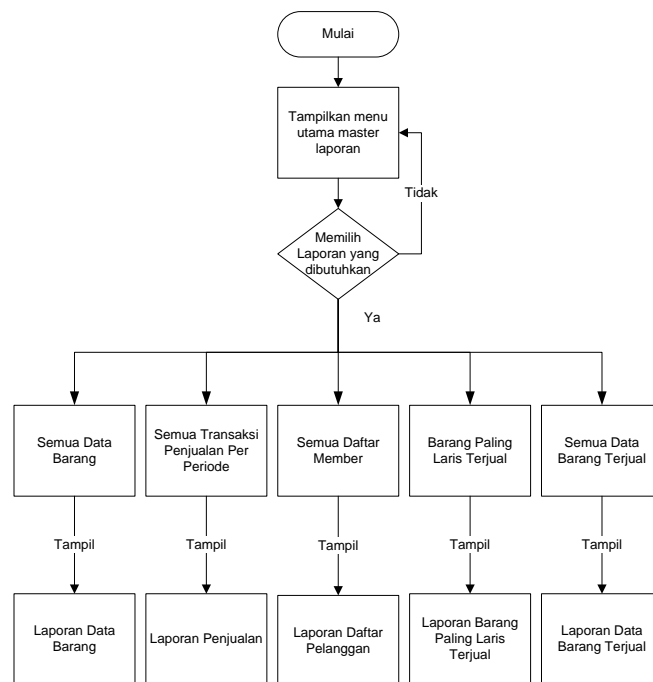 Mulai
Tampilkan menu
utama master
laporan
Tidak
Memilih
Laporan yang
dibutuhkan
Ya
Semua Data
Barang
Semua Transaksi
Penjualan Per
Periode
Semua Daftar
Member
Barang Paling
Laris Terjual
Semua Data
Barang Terjual
Tampil
Tampil
Tampil
Tampil
Tampil
Laporan Data
Barang
Laporan Penjualan
Laporan Daftar
Pelanggan
Laporan Barang
Paling Laris
Terjual
Laporan Data
Barang Terjual